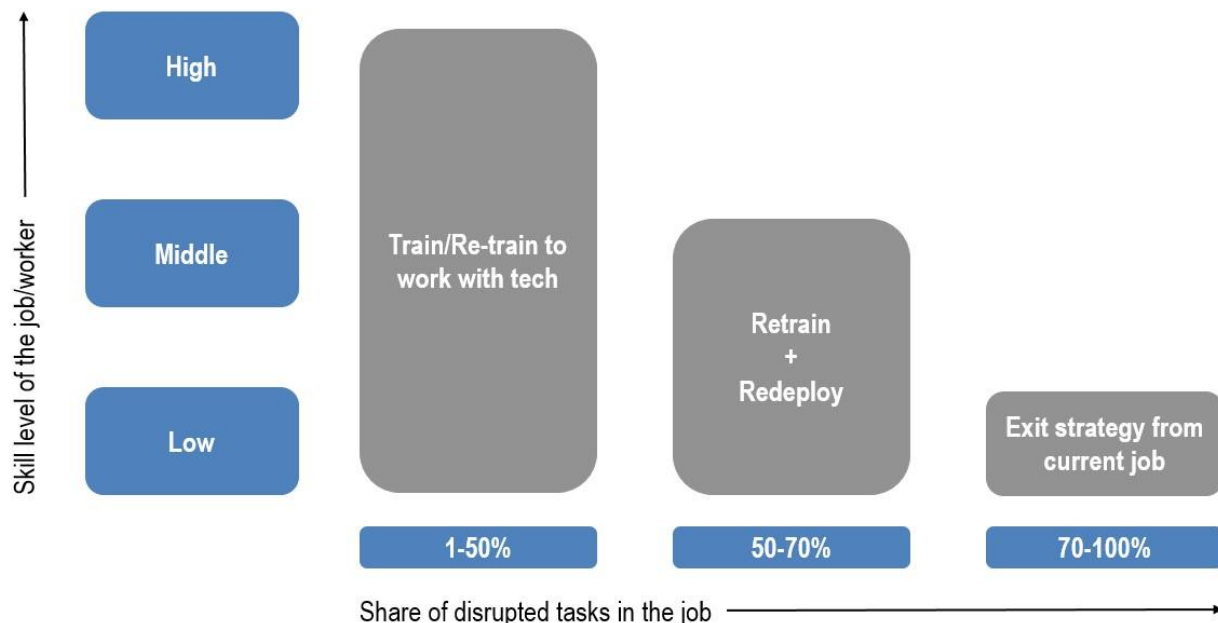 Skill level of the job/worker
High
Middle
Low
Train/Re-train to
work with tech
Retrain
+
Redeploy
Exit strategy from
current job
1-50%
50-70%
70-100%
Share of disrupted tasks in the job